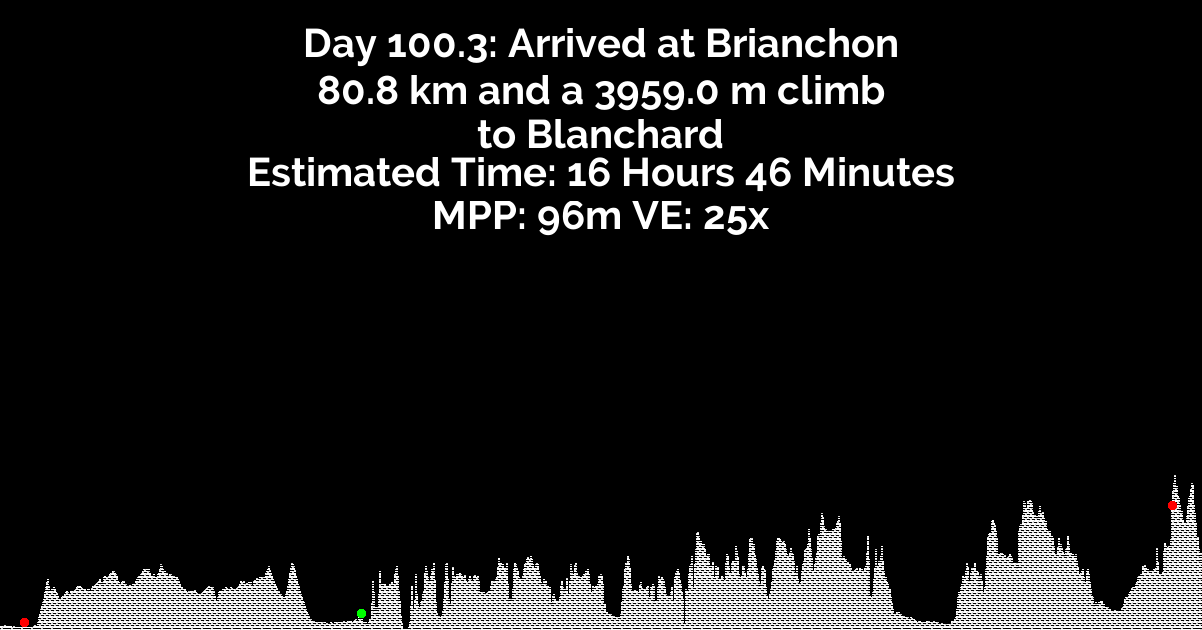 Day 100.3: Arrived at Brianchon
80.8 km and a 3959.0 m climb
to Blanchard
Estimated Time: 16 Hours 46 Minutes
MPP: 96m VE: 25x